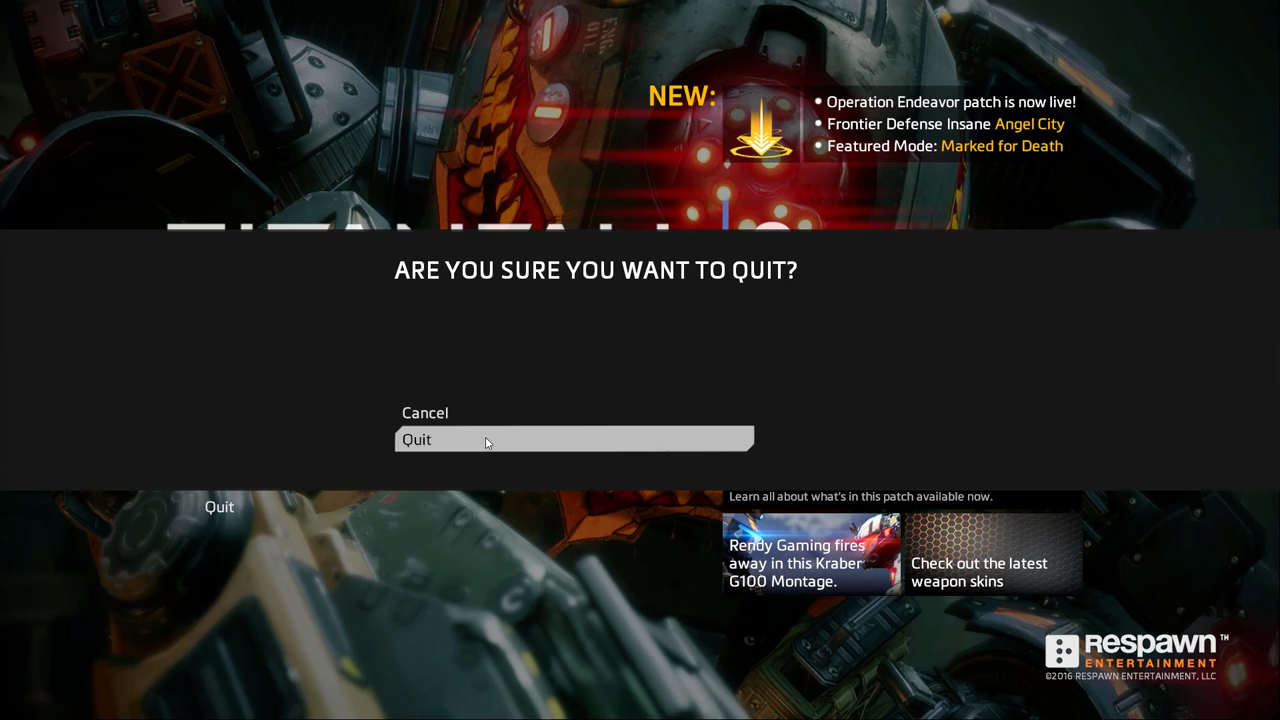 NEW:
• Operation Endeavor patch is now live!
• Frontier Defense Insane Angel City
• Featured Mode: Marked for Death
ARE YOU SURE YOU WANT TO QUIT?
Cancel
Quit
Quit
Learn all about what's in this patch available now.
Rendy Gaming fires
away in this Kraber
G100 Montage.
Check out the latest
weapon skins
Respawn™
ENTERTAINMENT
©2016 RESPAWN ENTERTAINMENT, LLC